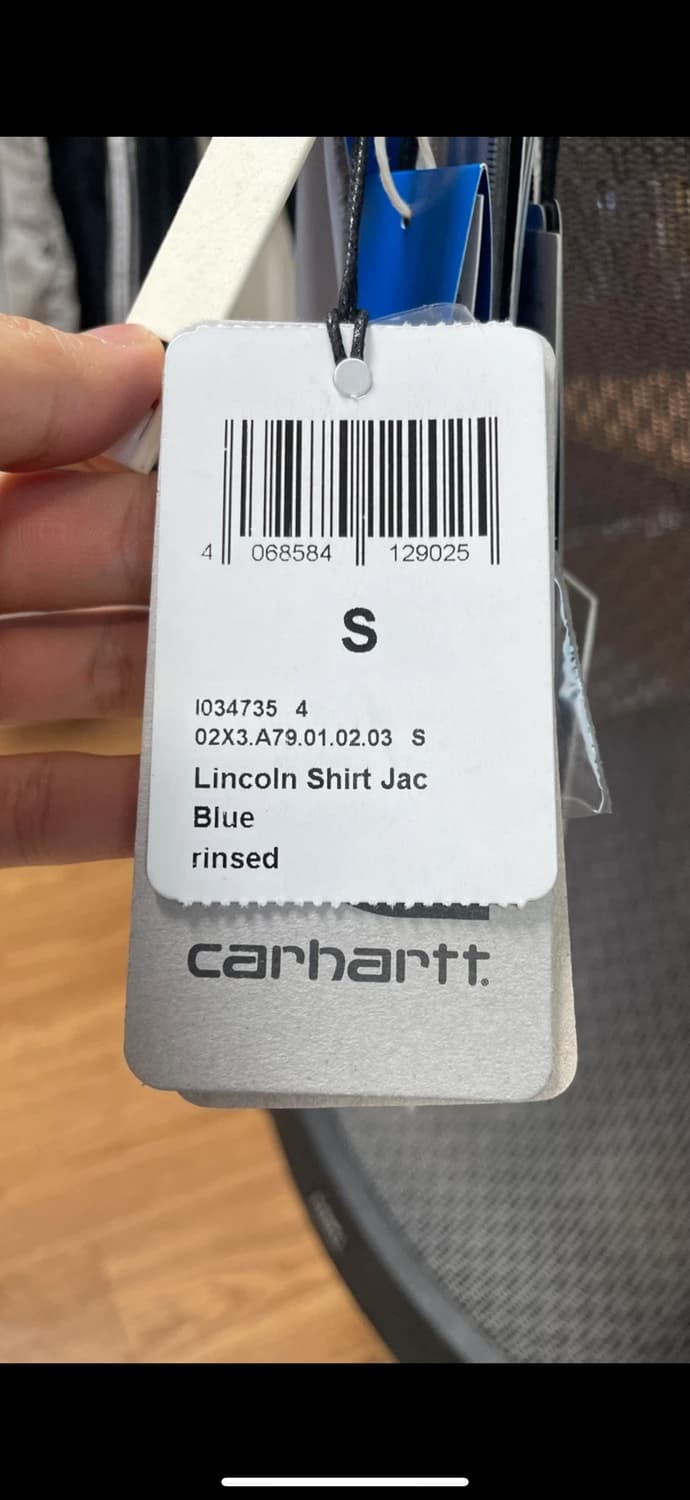 4 068584 129025
S
I034735 4
02X3.A79.01.02.03 S
Lincoln Shirt Jac
Blue
rinsed
carhartt